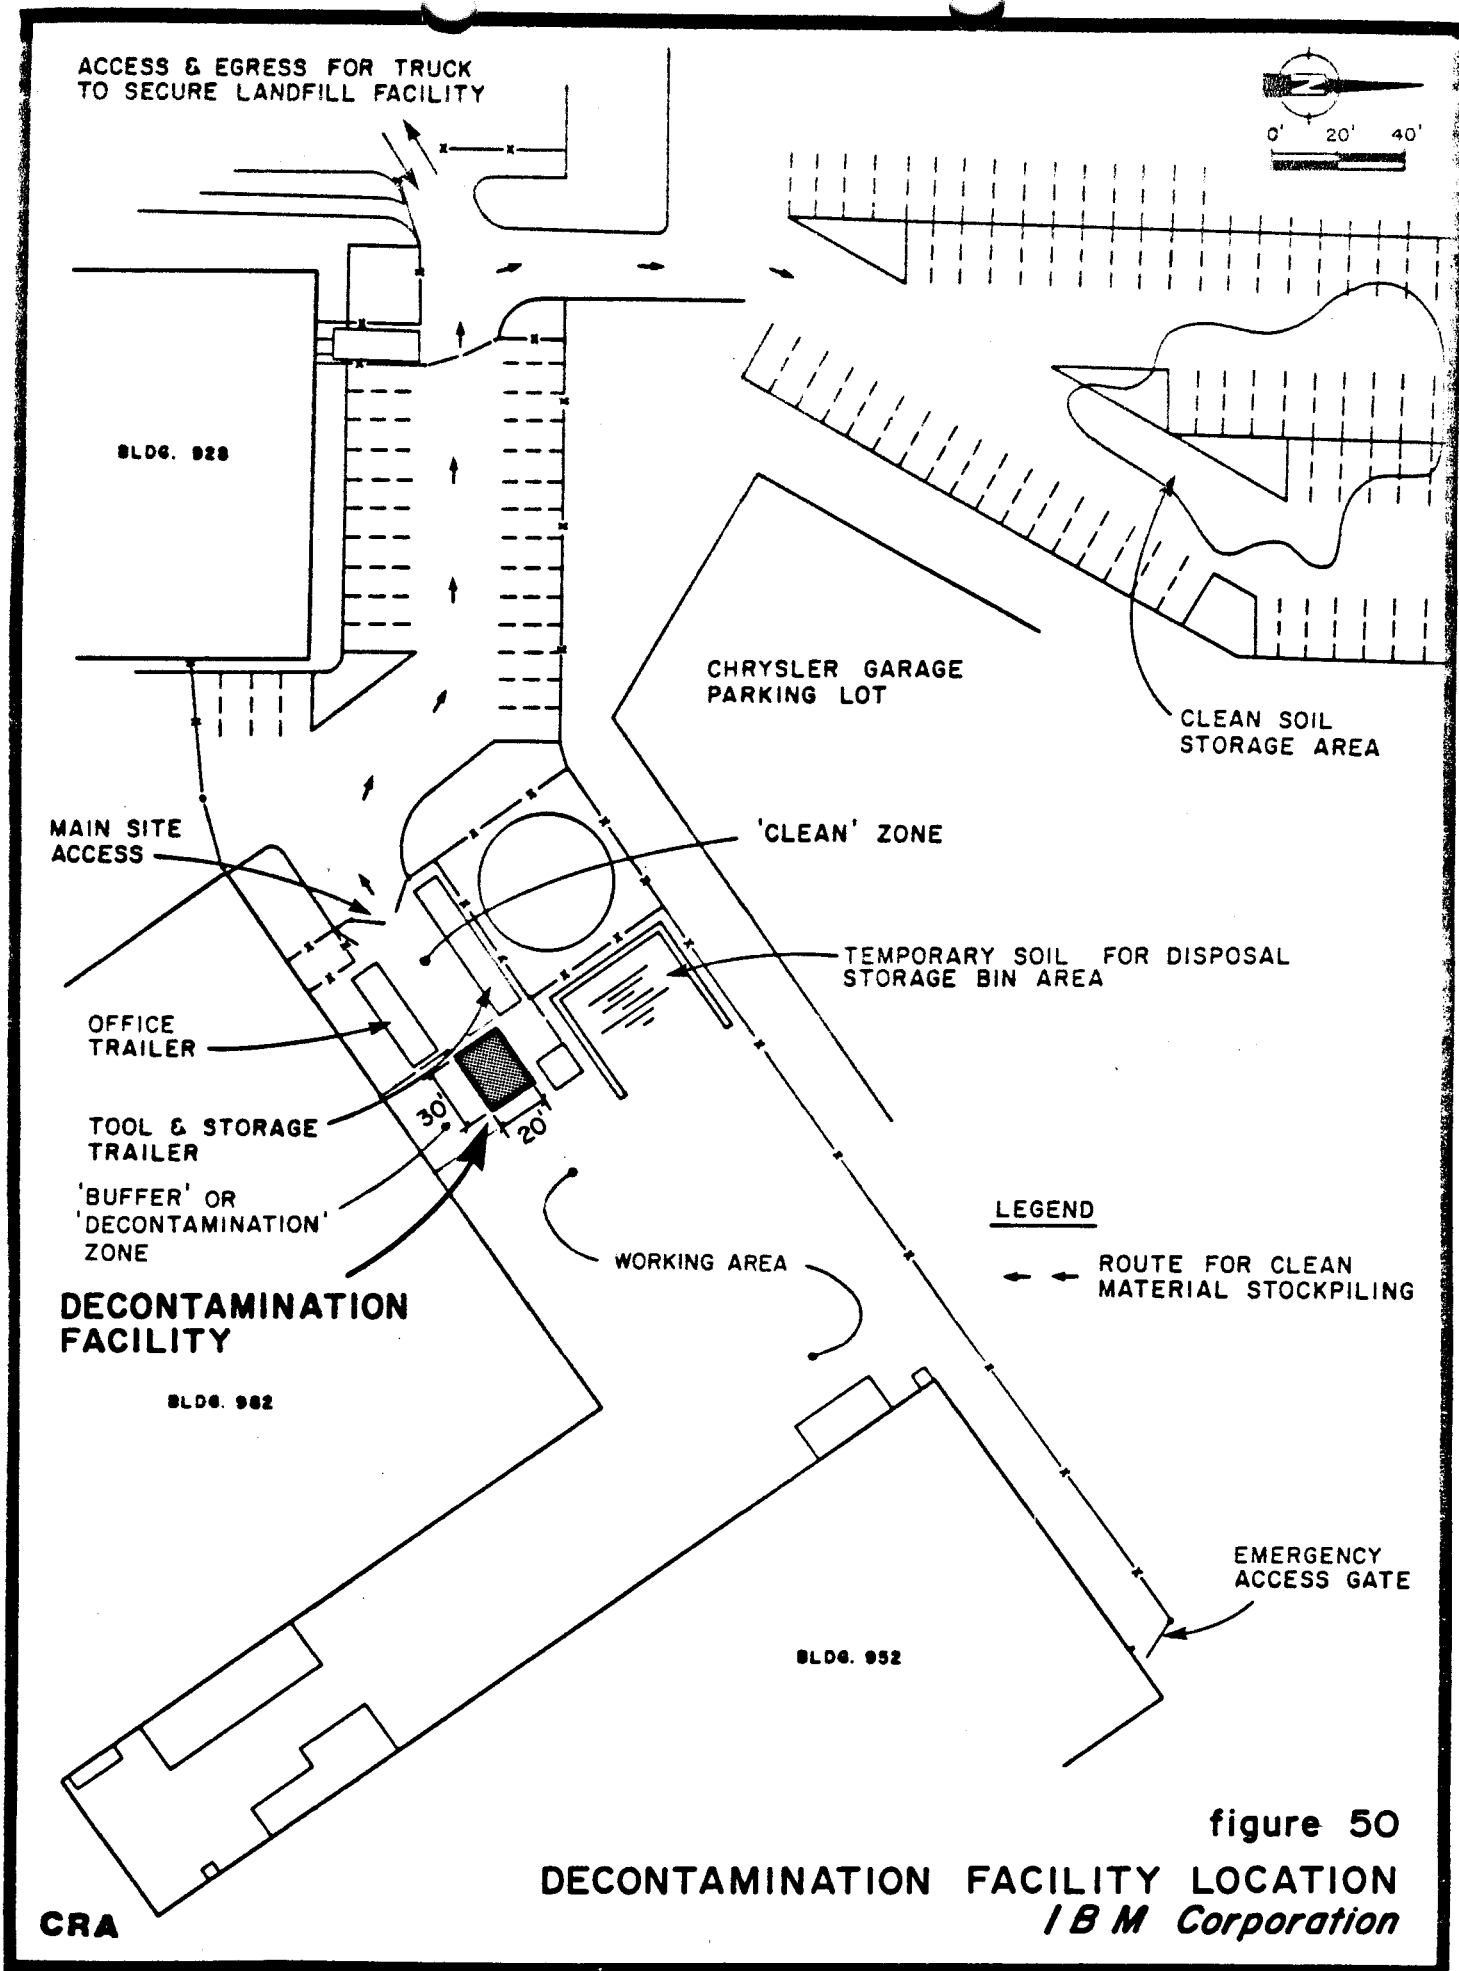 ACCESS & EGRESS FOR TRUCK
TO SECURE LANDFILL FACILITY
N
0' 20' 40'
BLDG. 928
CHRYSLER GARAGE
PARKING LOT
CLEAN SOIL
STORAGE AREA
MAIN SITE
ACCESS
'CLEAN' ZONE
TEMPORARY SOIL FOR DISPOSAL
STORAGE BIN AREA
OFFICE
TRAILER
30'
20'
TOOL & STORAGE
TRAILER
'BUFFER' OR
'DECONTAMINATION'
ZONE
WORKING AREA
LEGEND
ROUTE FOR CLEAN
MATERIAL STOCKPILING
DECONTAMINATION
FACILITY
BLDG. 982
EMERGENCY
ACCESS GATE
BLDG. 952
figure 50
DECONTAMINATION FACILITY LOCATION
IBM Corporation
CRA